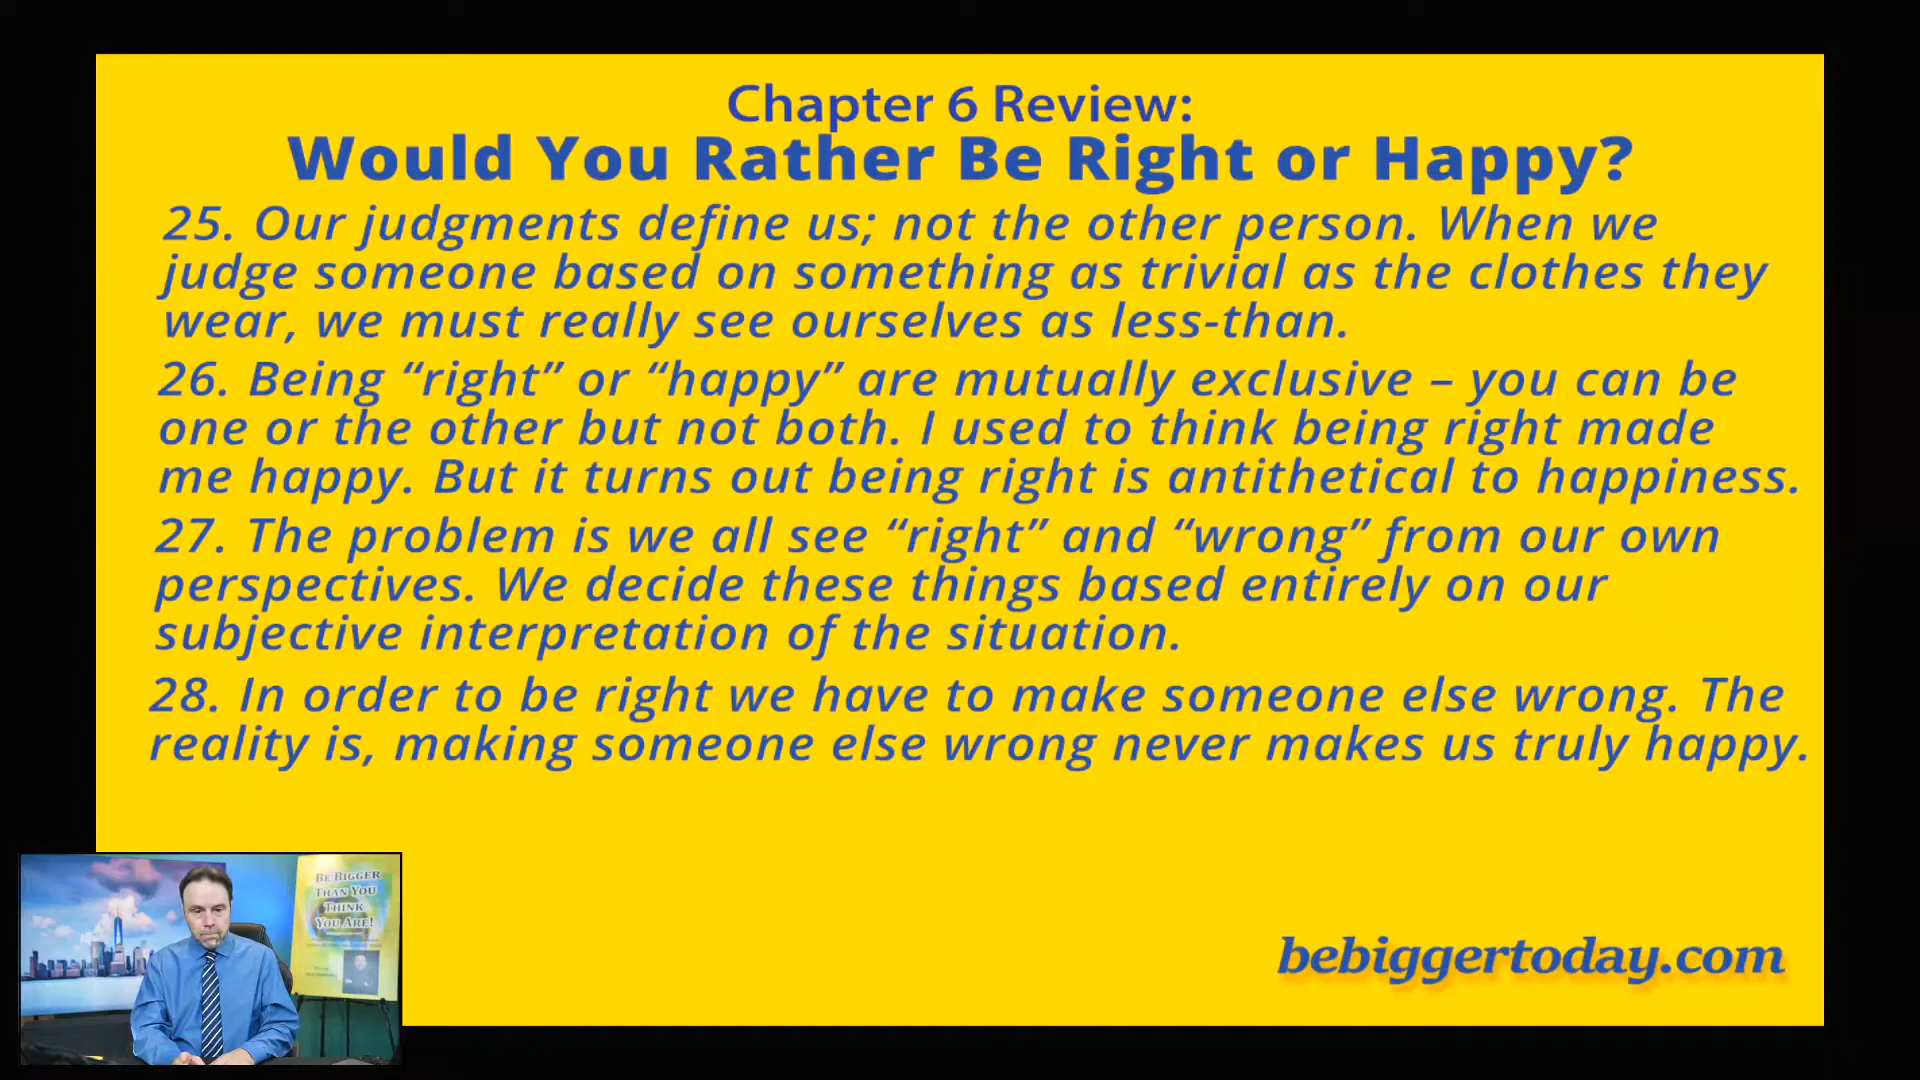 Chapter 6 Review:
Would You Rather Be Right or Happy?
25. Our judgments define us; not the other person. When we
judge someone based on something as trivial as the clothes they
wear, we must really see ourselves as less-than.
26. Being “right” or “happy” are mutually exclusive – you can be
one or the other but not both. I used to think being right made
me happy. But it turns out being right is antithetical to happiness.
27. The problem is we all see “right” and “wrong” from our own
perspectives. We decide these things based entirely on our
subjective interpretation of the situation.
28. In order to be right we have to make someone else wrong. The
reality is, making someone else wrong never makes us truly happy.
BE BIGGER
THAN YOU
THINK
YOU ARE!
bebiggertoday.com